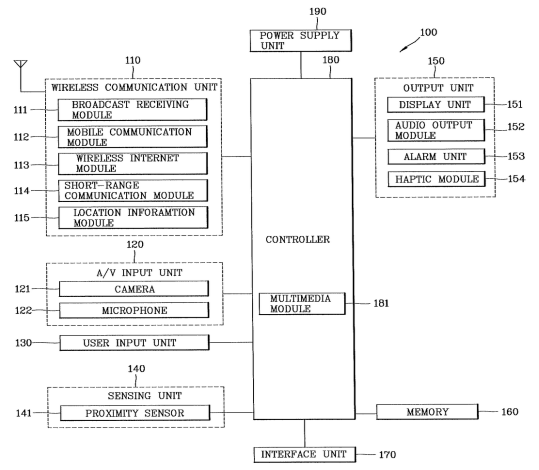 190
POWER SUPPLY
UNIT
100
110
180
150
WIRELESS COMMUNICATION UNIT
111
BROADCAST RECEIVING
MODULE
112
MOBILE COMMUNICATION
MODULE
113
WIRELESS INTERNET
MODULE
114
SHORT-RANGE
COMMUNICATION MODULE
115
LOCATION INFORAMTION
MODULE
OUTPUT UNIT
DISPLAY UNIT
151
AUDIO OUTPUT
MODULE
152
ALARM UNIT
153
HAPTIC MODULE
154
CONTROLLER
120
A/V INPUT UNIT
121
CAMERA
122
MICROPHONE
MULTIMEDIA
MODULE
181
130
USER INPUT UNIT
140
SENSING UNIT
141
PROXIMITY SENSOR
MEMORY
160
INTERFACE UNIT
170